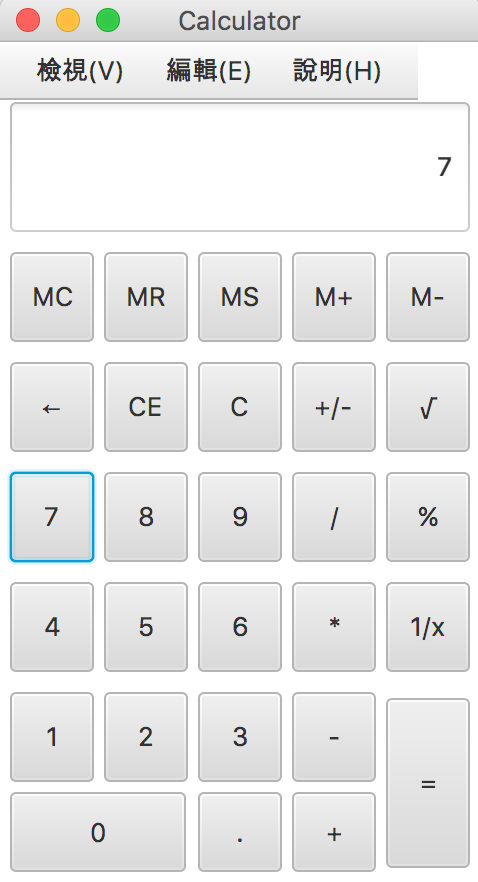 Calculator
檢視(V) 編輯(E) 說明(H)
7
MC MR MS M+ M-
← CE C +/- √
7 8 9 / %
4 5 6 * 1/x
1 2 3 - =
0 . +